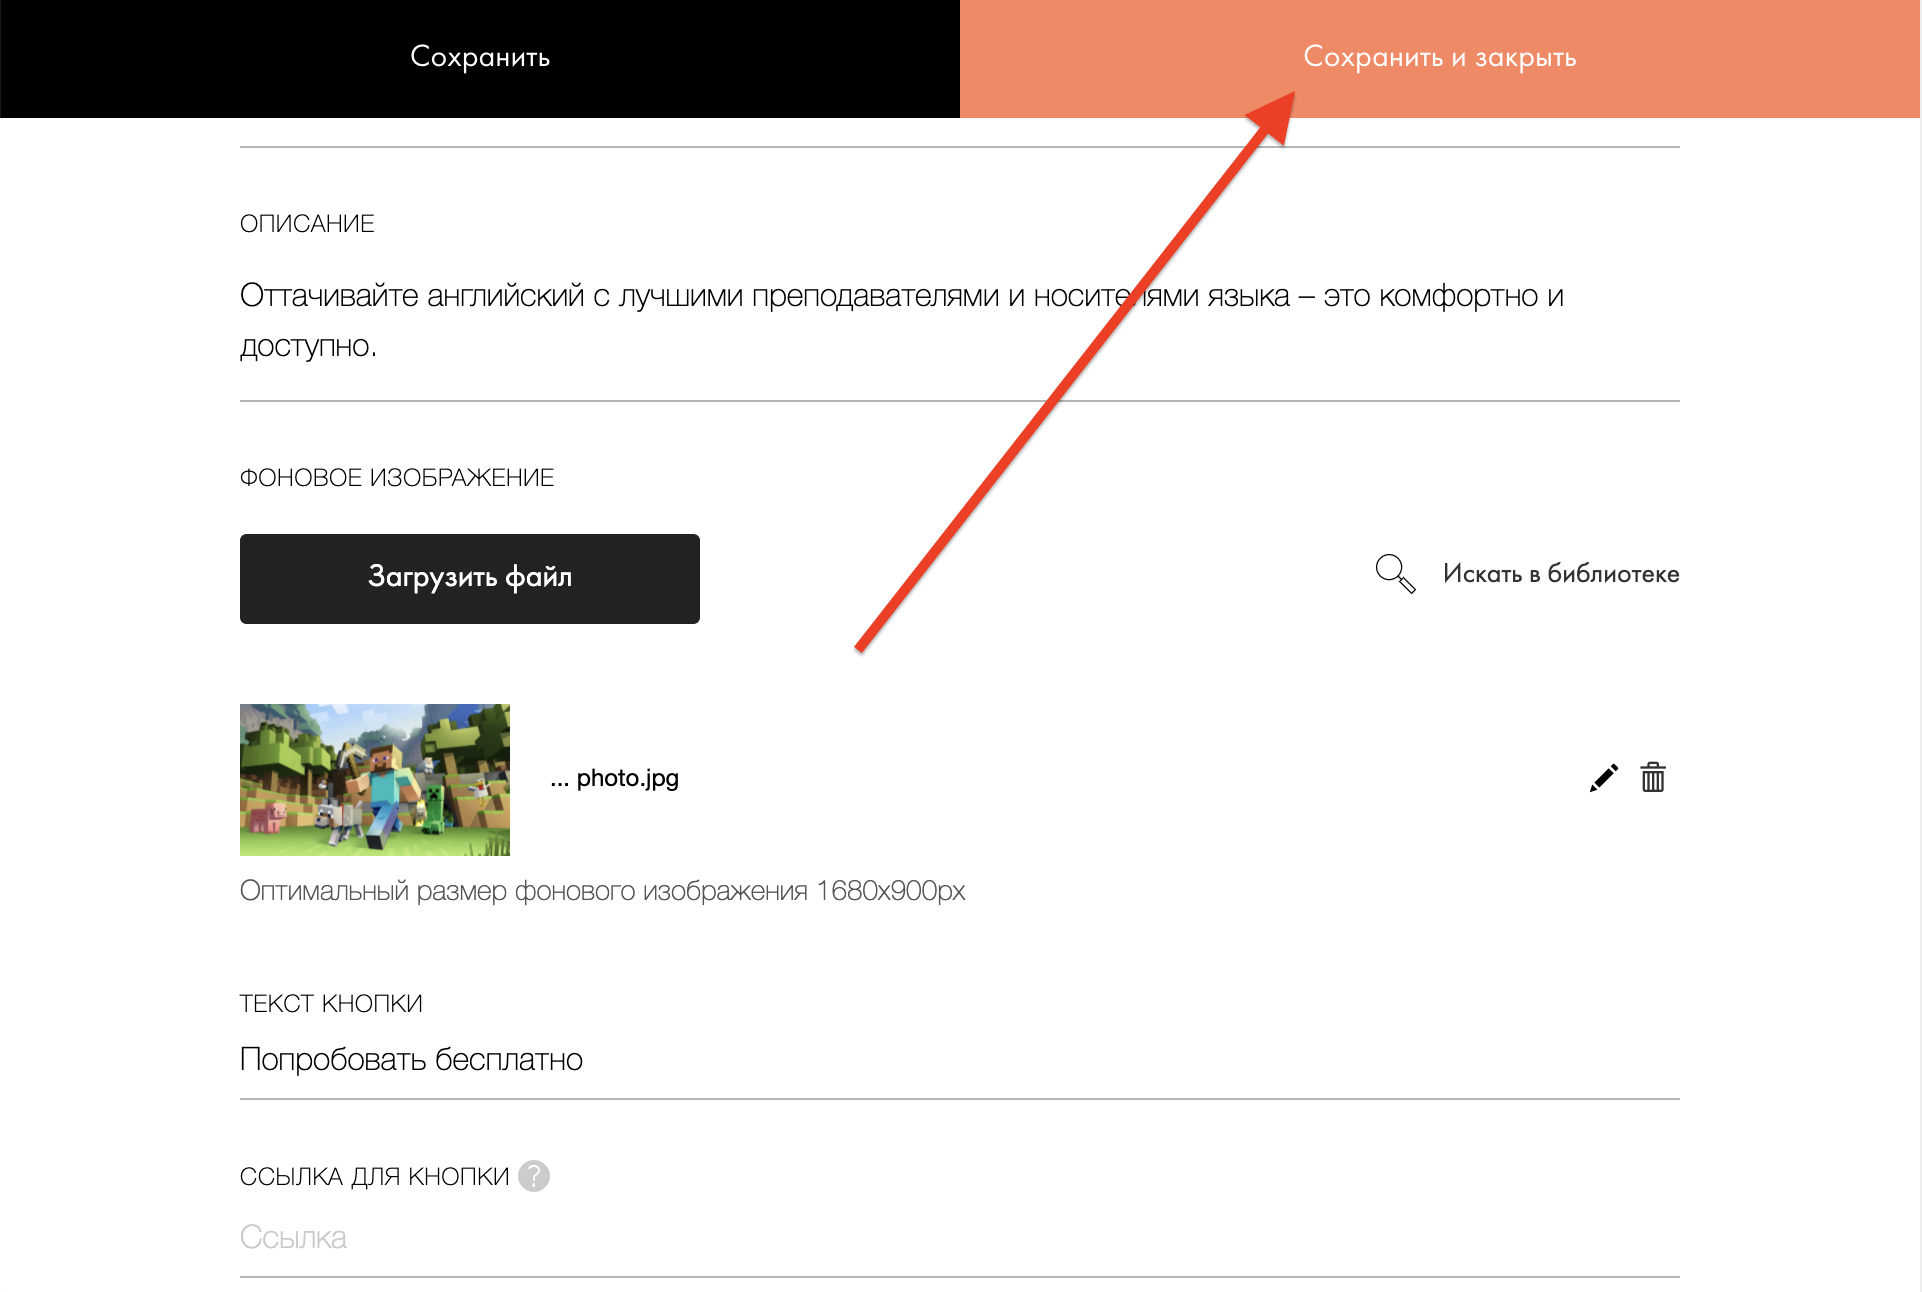 Сохранить
Сохранить и закрыть
ОПИСАНИЕ
Оттачивайте английский с лучшими преподавателями и носителями языка – это комфортно и
доступно.
ФОНОВОЕ ИЗОБРАЖЕНИЕ
Загрузить файл
Искать в библиотеке
... photo.jpg
Оптимальный размер фонового изображения 1680x900px
ТЕКСТ КНОПКИ
Попробовать бесплатно
ССЫЛКА ДЛЯ КНОПКИ ?
Ссылка